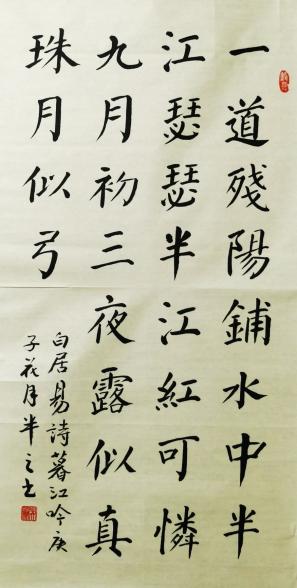 一道残陽鋪水中半
江瑟瑟半江紅可憐
九月初三夜露似真
珠月似弓
白居易詩暮江吟庚
子花月半之書